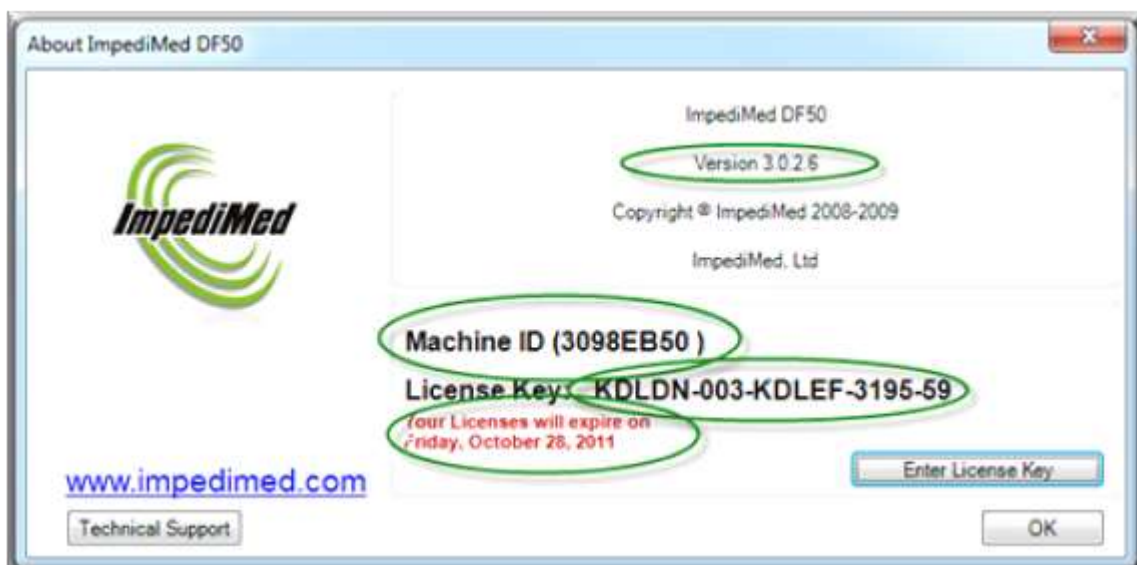 About ImpediMed DF50
ImpediMed DF50
Version 3.0.2.6
Copyright ® ImpediMed 2008-2009
ImpediMed, Ltd
ImpediMed
Machine ID (3098EB50 )
License Key: KDLDN-003-KDLEF-3195-59
Your Licenses will expire on
Friday, October 28, 2011
www.impedimed.com
Enter License Key
Technical Support
OK